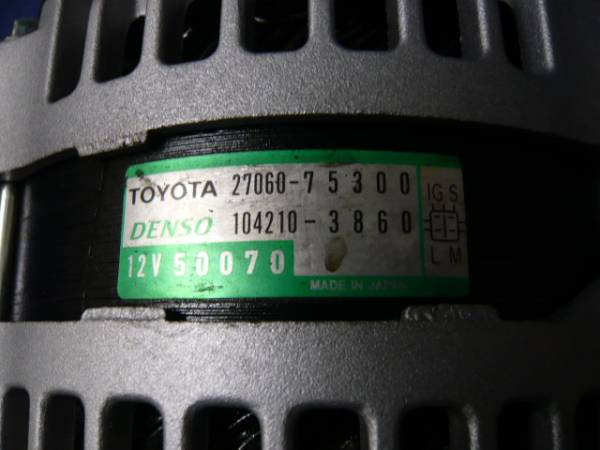 TOYOTA 27060-75300
DENSO 104210-3860
12V 50070
MADE IN JAPAN
IG S
L M